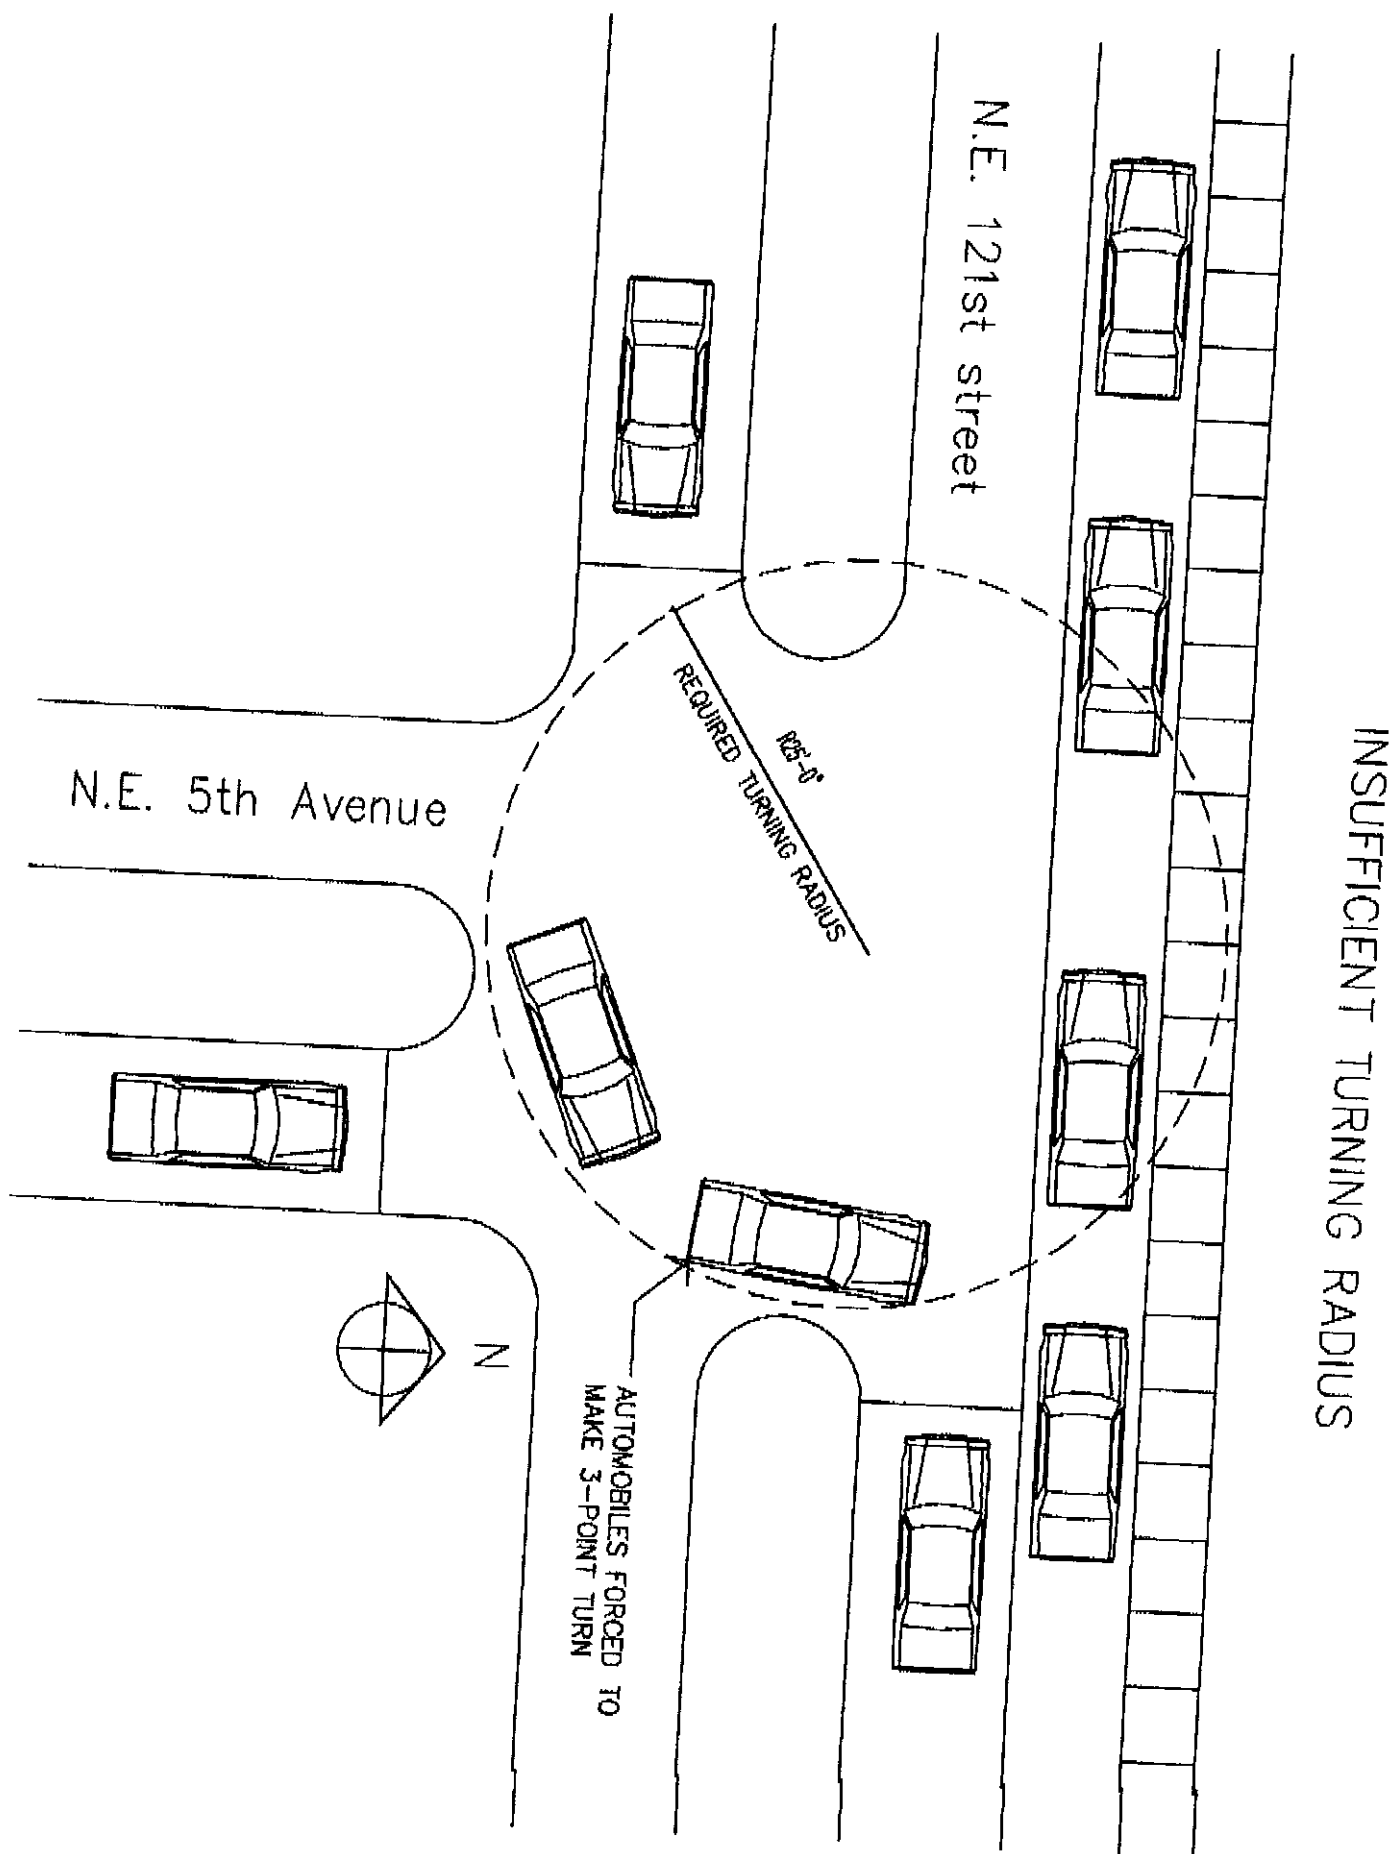 INSUFFICIENT TURNING RADIUS
N.E. 121st street
R25'-0"
REQUIRED TURNING RADIUS
N.E. 5th Avenue
AUTOMOBILES FORCED TO
MAKE 3-POINT TURN
N